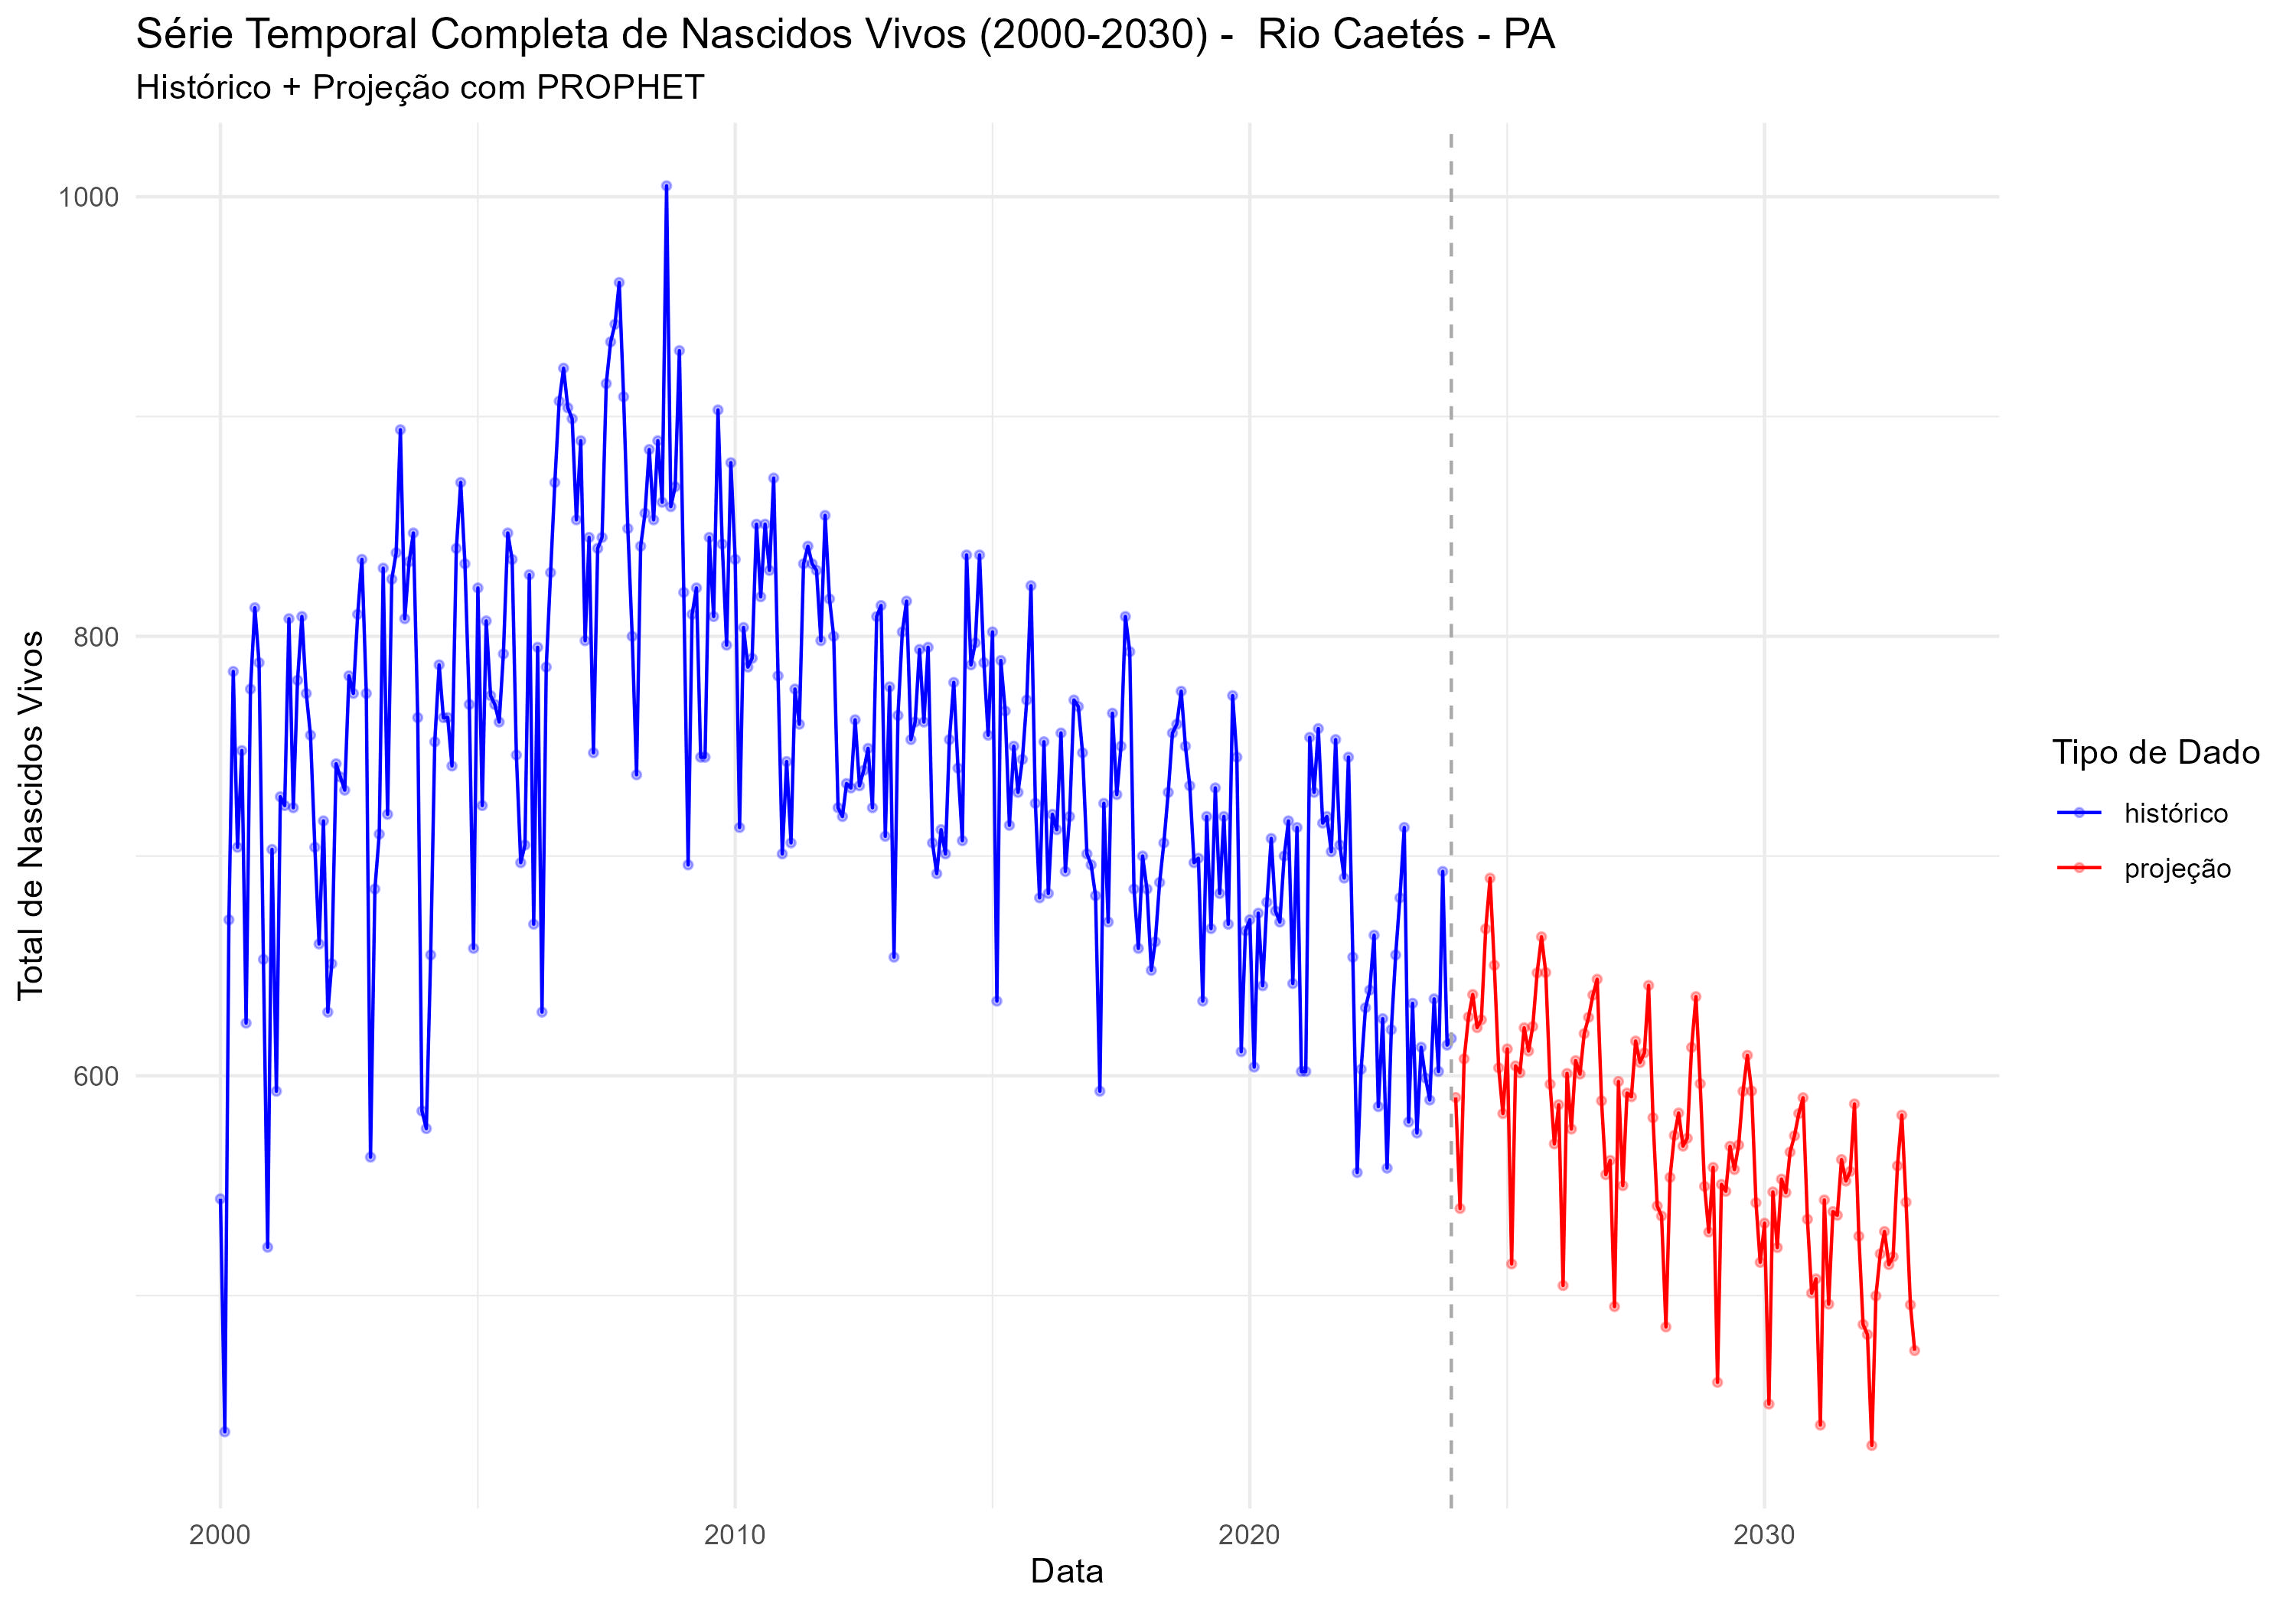 Série Temporal Completa de Nascidos Vivos (2000-2030) -  Rio Caetés - PA
Histórico + Projeção com PROPHET
Total de Nascidos Vivos
1000
800
600
2000
2010
2020
2030
Data
Tipo de Dado
histórico
projeção